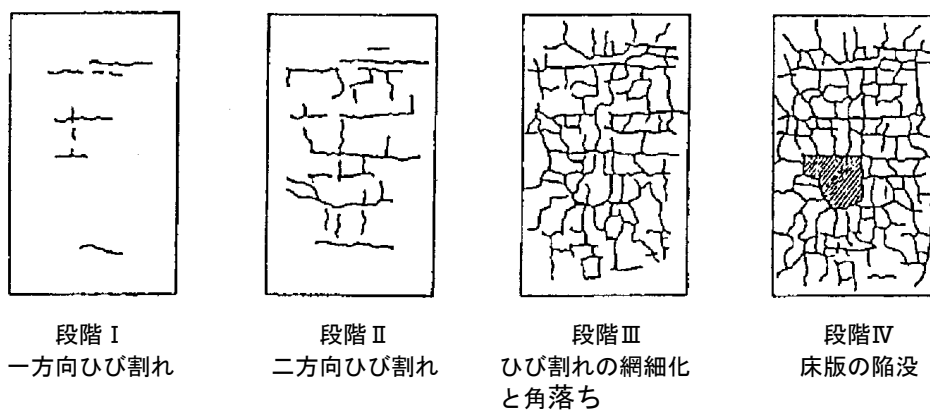 段階Ⅰ
一方向ひび割れ
段階Ⅱ
二方向ひび割れ
段階Ⅲ
ひび割れの網細化
と角落ち
段階Ⅳ
床版の陥没